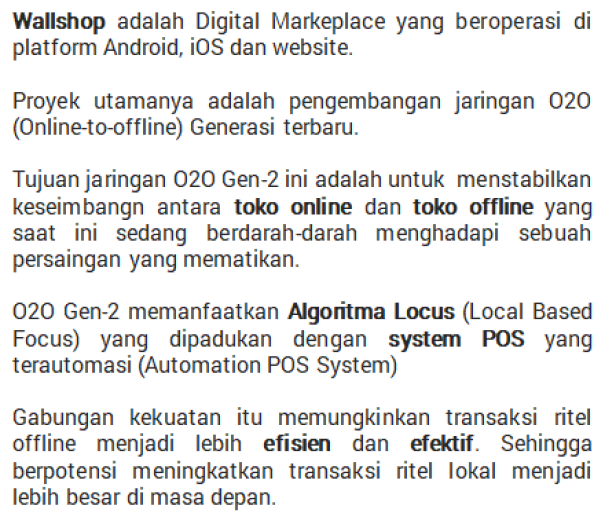 Wallshop adalah Digital Markeplace yang beroperasi di
platform Android, iOS dan website.
Proyek utamanya adalah pengembangan jaringan O2O
(Online-to-offline) Generasi terbaru.
Tujuan jaringan O2O Gen-2 ini adalah untuk menstabilkan
keseimbangn antara toko online dan toko offline yang
saat ini sedang berdarah-darah menghadapi sebuah
persaingan yang mematikan.
O2O Gen-2 memanfaatkan Algoritma Locus (Local Based
Focus) yang dipadukan dengan system POS yang
terautomasi (Automation POS System)
Gabungan kekuatan itu memungkinkan transaksi ritel
offline menjadi lebih efisien dan efektif. Sehingga
berpotensi meningkatkan transaksi ritel lokal menjadi
lebih besar di masa depan.